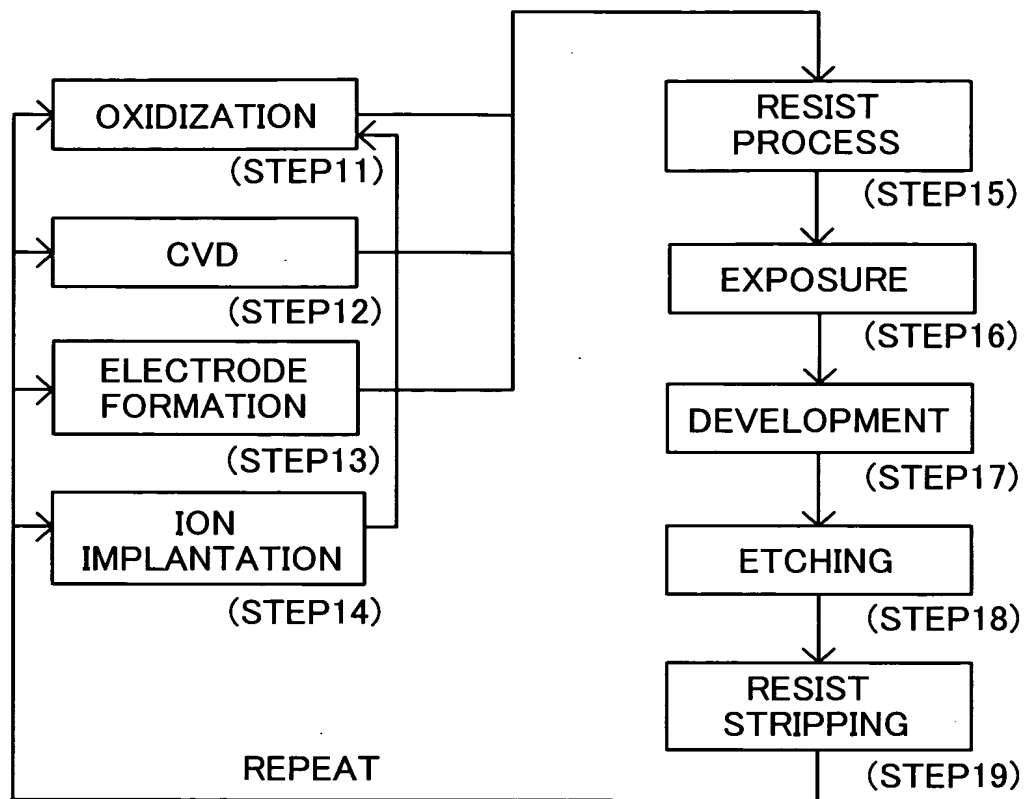 OXIDIZATION
(STEP11)
CVD
(STEP12)
ELECTRODE
FORMATION
(STEP13)
ION
IMPLANTATION
(STEP14)
REPEAT
RESIST
PROCESS
(STEP15)
EXPOSURE
(STEP16)
DEVELOPMENT
(STEP17)
ETCHING
(STEP18)
RESIST
STRIPPING
(STEP19)